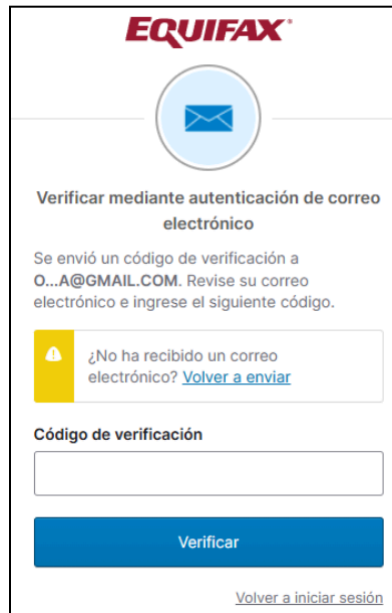 EQUIFAX
Verificar mediante autenticación de correo
electrónico
Se envió un código de verificación a
O...A@GMAIL.COM. Revise su correo
electrónico e ingrese el siguiente código.
¿No ha recibido un correo
electrónico? Volver a enviar
Código de verificación
Verificar
Volver a iniciar sesión